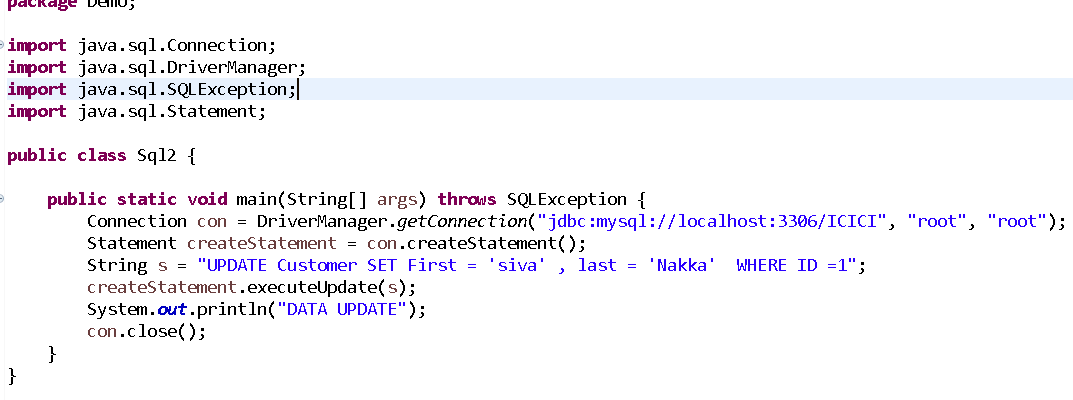 package Demo;
import java.sql.Connection;
import java.sql.DriverManager;
import java.sql.SQLException;
import java.sql.Statement;
public class Sql2 {
public static void main(String[] args) throws SQLException {
Connection con = DriverManager.getConnection("jdbc:mysql://localhost:3306/ICICI", "root", "root");
Statement createStatement = con.createStatement();
String s = "UPDATE Customer SET First = 'siva' , last = 'Nakka'  WHERE ID =1";
createStatement.executeUpdate(s);
System.out.println("DATA UPDATE");
con.close();
}
}